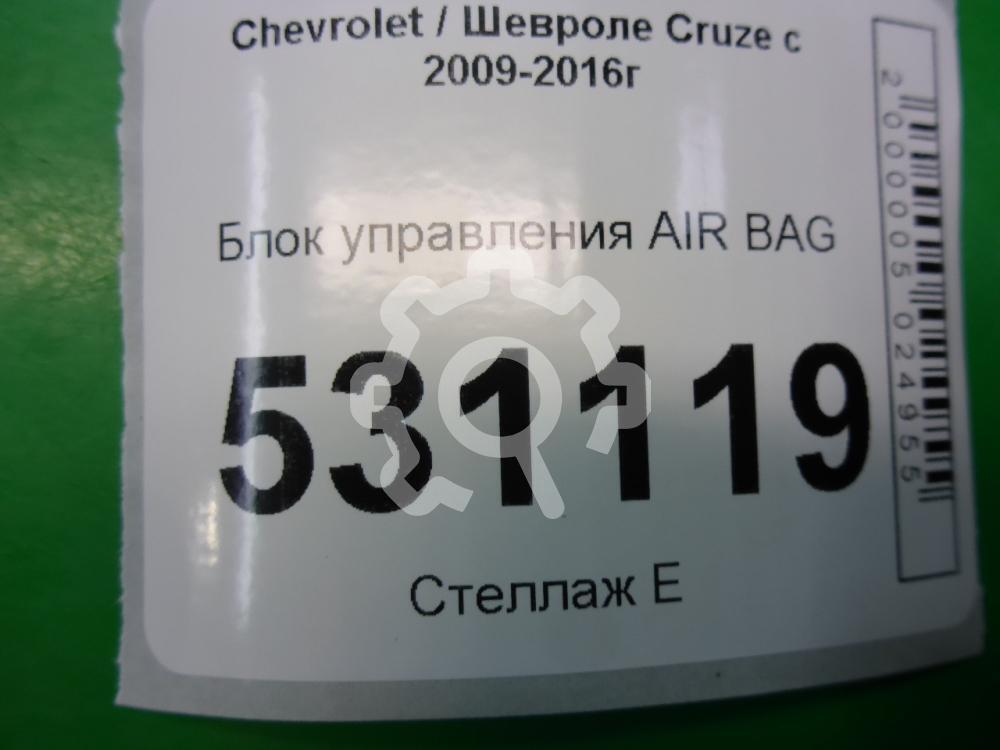 Chevrolet / Шевроле Cruze с
2009-2016г
Блок управления AIR BAG
531119
Стеллаж Е
2000005024955